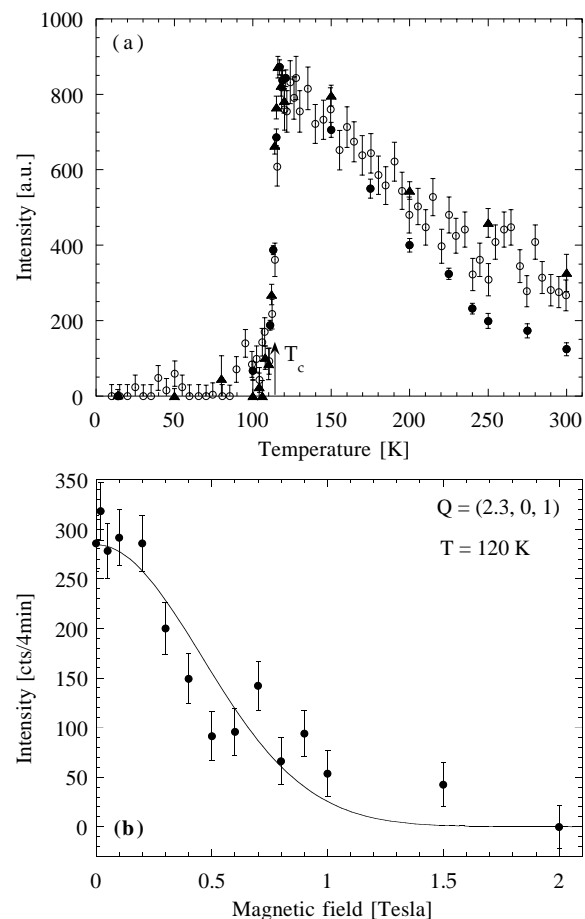 (a)
1000
800
600
400
200
0
Intensity [a.u.]
Tc
0 50 100 150 200 250 300
Temperature [K]
350
300
250
200
150
100
50
0
Intensity [cts/4min]
Q = (2.3, 0, 1)
T = 120 K
(b)
0 0.5 1 1.5 2
Magnetic field [Tesla]